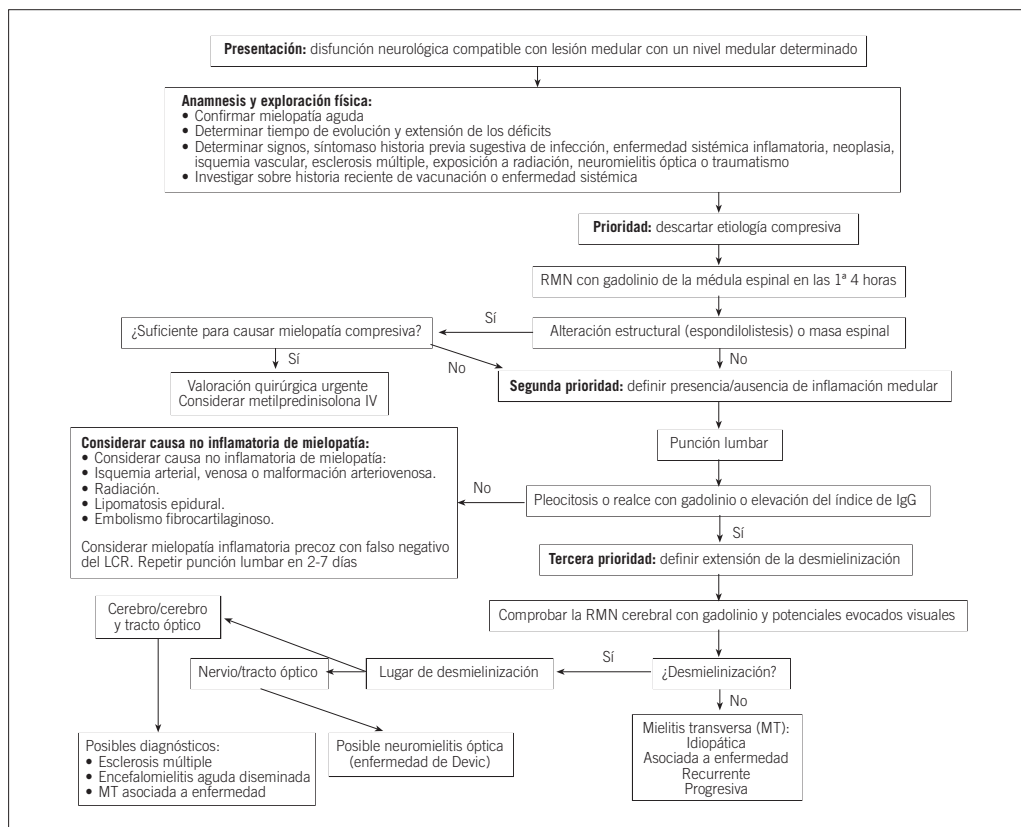 Presentación: disfunción neurológica compatible con lesión medular con un nivel medular determinado
Anamnesis y exploración física:
• Confirmar mielopatía aguda
• Determinar tiempo de evolución y extensión de los déficits
• Determinar signos, síntomaso historia previa sugestiva de infección, enfermedad sistémica inflamatoria, neoplasia,
isquemia vascular, esclerosis múltiple, exposición a radiación, neuromielitis óptica o traumatismo
• Investigar sobre historia reciente de vacunación o enfermedad sistémica
Prioridad: descartar etiología compresiva
RMN con gadolinio de la médula espinal en las 1ª 4 horas
Alteración estructural (espondilolistesis) o masa espinal
Sí
¿Suficiente para causar mielopatía compresiva?
Sí
No
No
Valoración quirúrgica urgente
Considerar metilpredinisolona IV
Segunda prioridad: definir presencia/ausencia de inflamación medular
Punción lumbar
Pleocitosis o realce con gadolinio o elevación del índice de IgG
No
Considerar causa no inflamatoria de mielopatía:
• Considerar causa no inflamatoria de mielopatía:
• Isquemia arterial, venosa o malformación arteriovenosa.
• Radiación.
• Lipomatosis epidural.
• Embolismo fibrocartilaginoso.
Considerar mielopatía inflamatoria precoz con falso negativo
del LCR. Repetir punción lumbar en 2-7 días
Sí
Tercera prioridad: definir extensión de la desmielinización
Comprobar la RMN cerebral con gadolinio y potenciales evocados visuales
¿Desmielinización?
Sí
Lugar de desmielinización
Nervio/tracto óptico
Cerebro/cerebro
y tracto óptico
No
Posibles diagnósticos:
• Esclerosis múltiple
• Encefalomielitis aguda diseminada
• MT asociada a enfermedad
Posible neuromielitis óptica
(enfermedad de Devic)
Mielitis transversa (MT):
Idiopática
Asociada a enfermedad
Recurrente
Progresiva